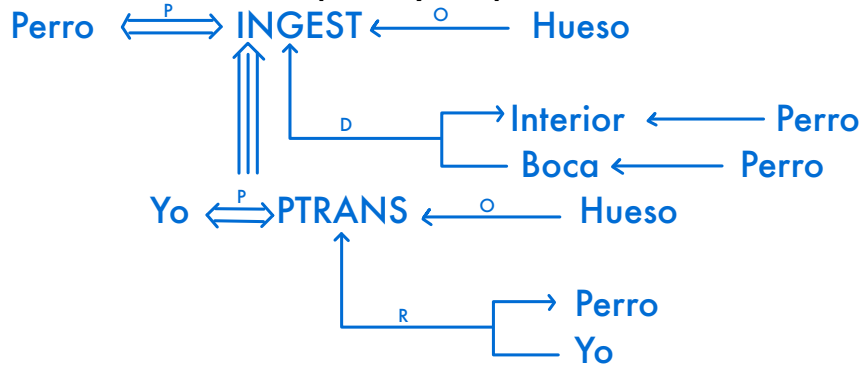 Perro P INGEST O Hueso
D Interior Perro
Boca Perro
Yo P PTRANS O Hueso
R Perro
Yo